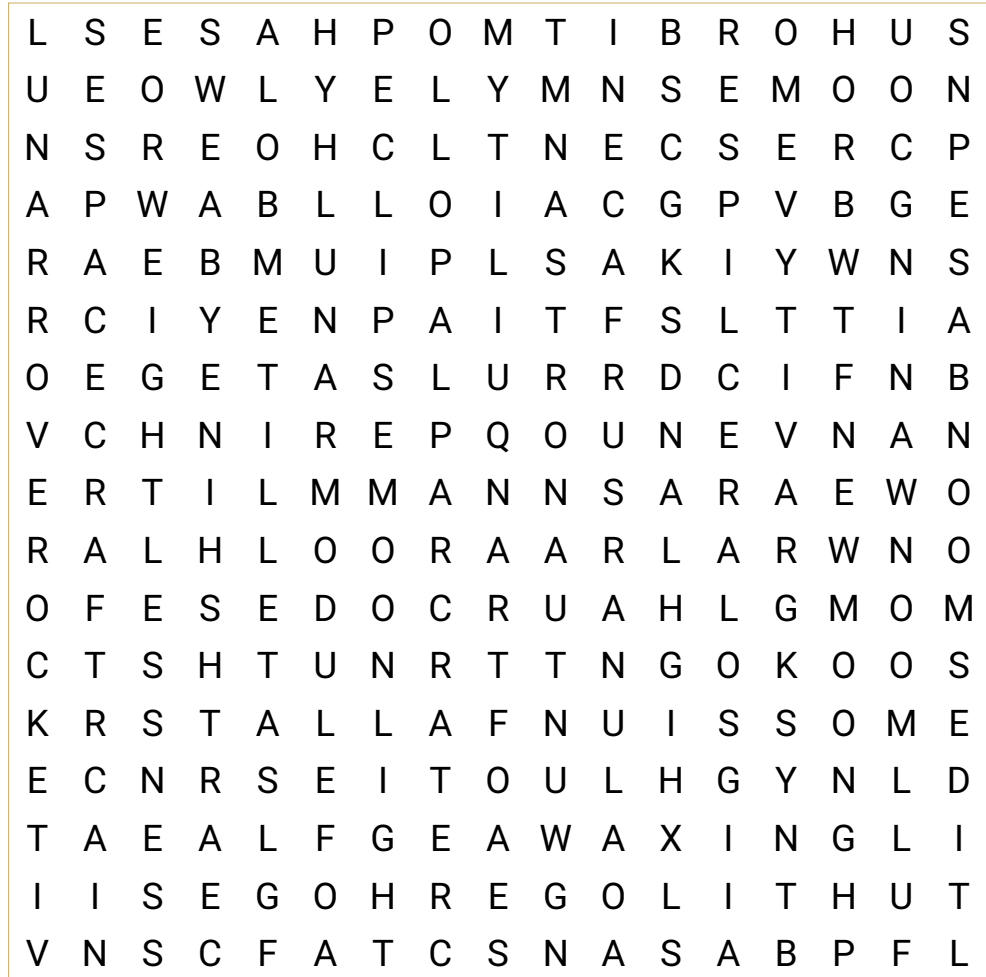 L S E S A H P O M T I B R O H U S
U E O W L Y E L Y M N S E M O O N
N S R E O H C L T N E C S E R C P
A P W A B L L O I A C G P V B G E
R A E B M U I P L S A K I Y W N S
R C I Y E N P A I T F S L T T I A
O E G E T A S L U R R D C I F N B
V C H N I R E P Q O U N E V N A N
E R T I L M M A N N S A R A E W O
R A L H L O O R A A R L A R W N O
O F E S E D O C R U A H L G M O M
C T S H T U N R T T N G O K O O S
K R S T A L L A F N U I S S O M E
E C N R S E I T O U L H G Y N L D
T A E A L F G E A W A X I N G L I
I I S E G O H R E G O L I T H U T
V N S C F A T C S N A S A B P F L